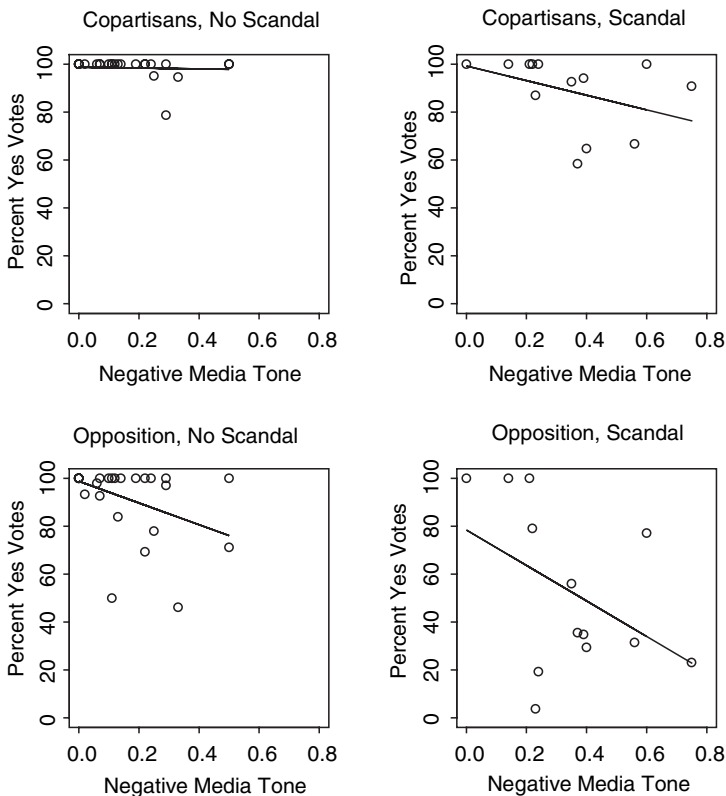 Copartisans, No Scandal
Percent Yes Votes
100
80
60
40
20
0
0.0 0.2 0.4 0.6 0.8
Negative Media Tone
Copartisans, Scandal
Percent Yes Votes
100
80
60
40
20
0
0.0 0.2 0.4 0.6 0.8
Negative Media Tone
Opposition, No Scandal
Percent Yes Votes
100
80
60
40
20
0
0.0 0.2 0.4 0.6 0.8
Negative Media Tone
Opposition, Scandal
Percent Yes Votes
100
80
60
40
20
0
0.0 0.2 0.4 0.6 0.8
Negative Media Tone